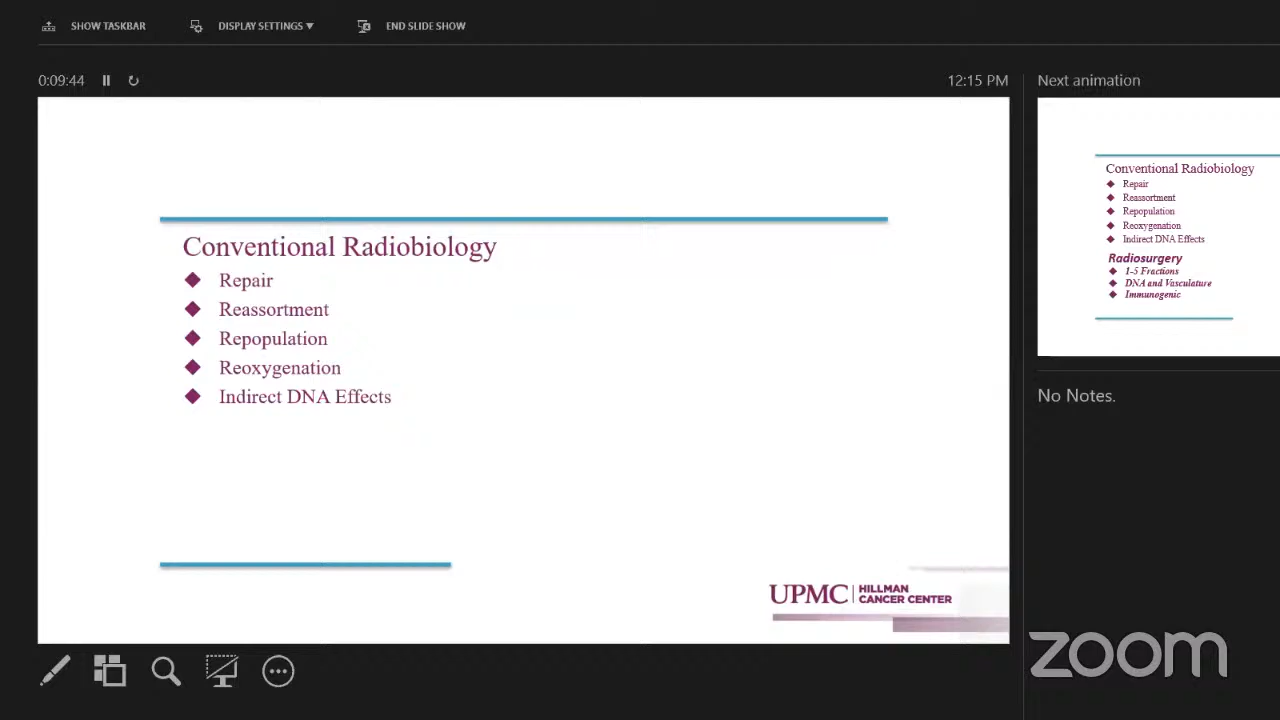 SHOW TASKBAR
DISPLAY SETTINGS
END SLIDE SHOW
0:09:44
12:15 PM
Conventional Radiobiology
Repair
Reassortment
Repopulation
Reoxygenation
Indirect DNA Effects
UPMC
HILLMAN
CANCER CENTER
Next animation
Conventional Radiobiology
Repair
Reassortment
Repopulation
Reoxygenation
Indirect DNA Effects
Radiosurgery
1-5 Fractions
DNA and Vasculature
Immunogenic
No Notes.
zoom